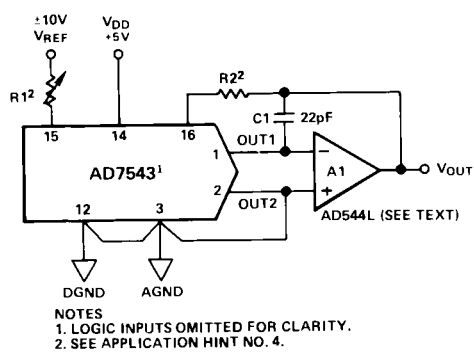 ±10V
VREF
VDD
+5V
R1²
R2²
C1
22pF
15
14
16
OUT1
1
AD7543¹
A1
VOUT
2
OUT2
12
3
AD544L (SEE TEXT)
DGND
AGND
NOTES
1. LOGIC INPUTS OMITTED FOR CLARITY.
2. SEE APPLICATION HINT NO. 4.